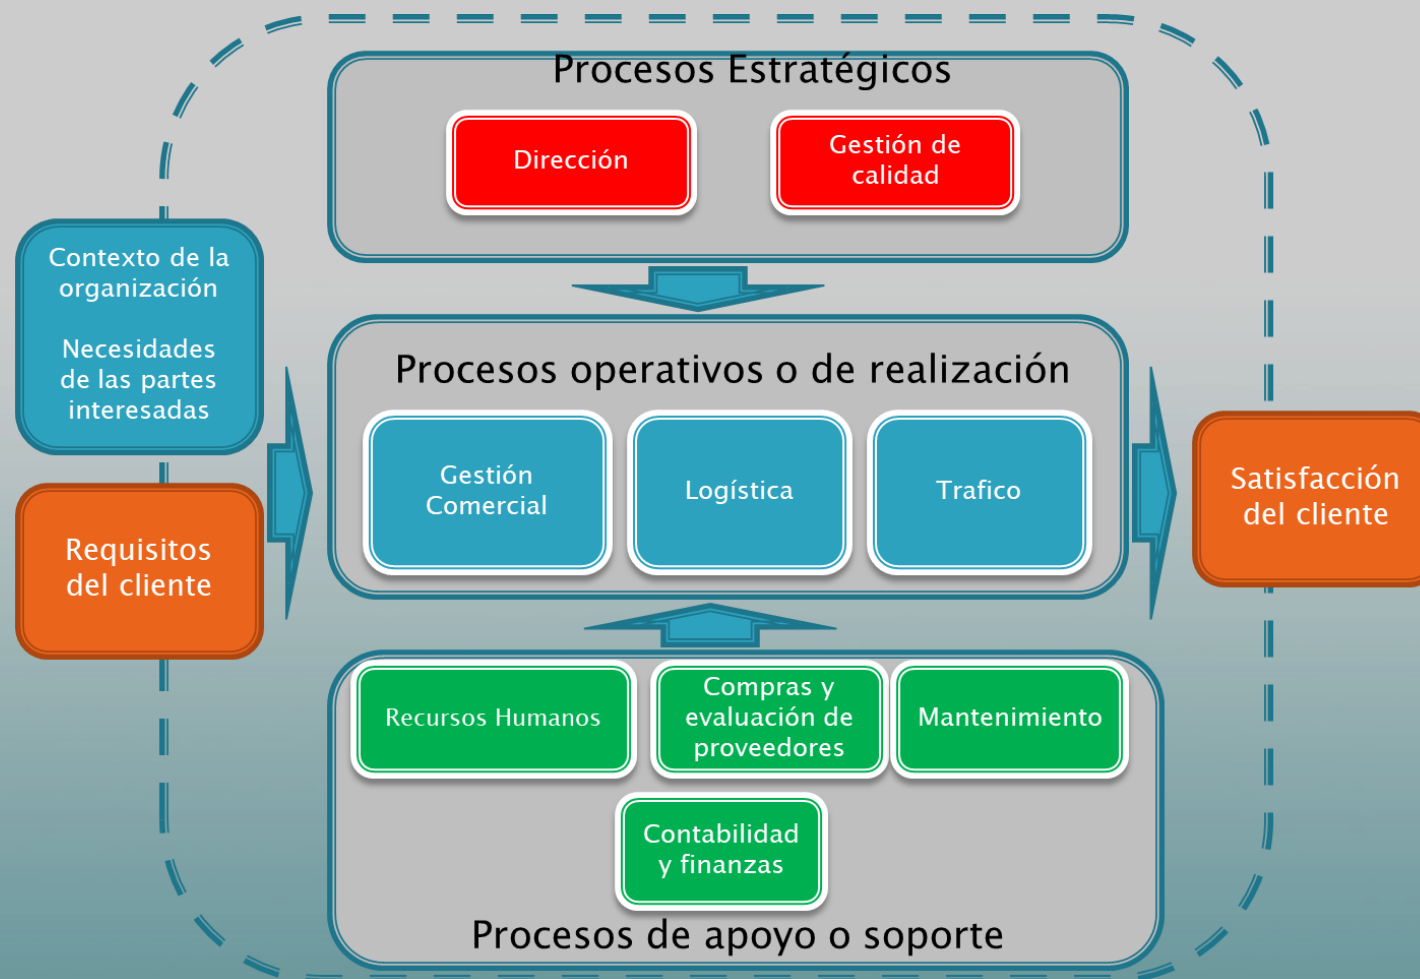 Procesos Estratégicos
Dirección
Gestión de
calidad
Contexto de la
organización
Necesidades
de las partes
interesadas
Requisitos
del cliente
Procesos operativos o de realización
Gestión
Comercial
Logística
Trafico
Satisfacción
del cliente
Recursos Humanos
Compras y
evaluación de
proveedores
Mantenimiento
Contabilidad
y finanzas
Procesos de apoyo o soporte